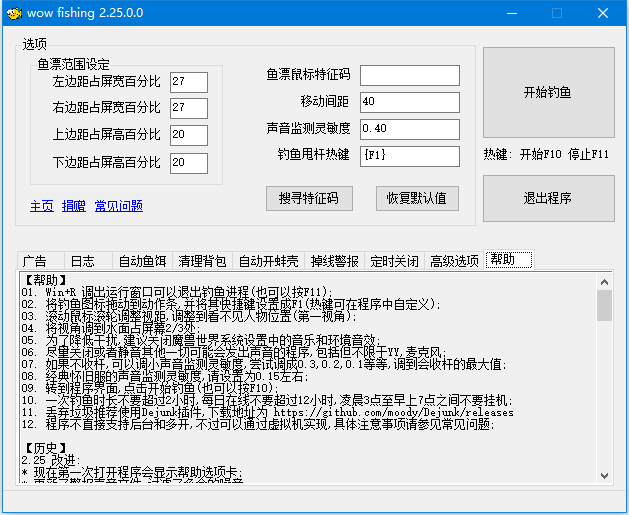 wow fishing 2.25.0.0
选项
鱼漂范围设定
左边距占屏宽百分比 27
右边距占屏宽百分比 27
上边距占屏高百分比 20
下边距占屏高百分比 20
鱼漂鼠标特征码
移动间距 40
声音监测灵敏度 0.40
钓鱼甩杆热键 {F1}
主页 捐赠 常见问题
搜寻特征码 恢复默认值
开始钓鱼
热键: 开始F10 停止F11
退出程序
广告 日志 自动鱼饵 清理背包 自动开蚌壳 掉线警报 定时关闭 高级选项 帮助
【帮助】
01. Win+R 调出运行窗口可以退出钓鱼进程(也可以按F11);
02. 将钓鱼图标拖动到动作条,并将其快捷键设置成F1(热键可在程序中自定义);
03. 滚动鼠标滚轮调整视距,调整到看不见人物位置(第一视角);
04. 将视角调到水面占屏幕2/3处;
05. 为了降低干扰,建议关闭魔兽世界系统设置中的音乐和环境音效;
06. 尽量关闭或者静音其他一切可能会发出声音的程序,包括但不限于YY,麦克风;
07. 如果不收杆,可以调小声音监测灵敏度,尝试调成0.3,0.2,0.1等等,调到会收杆的最大值;
08. 经典怀旧服的声音监测灵敏度,请设置为0.15左右;
09. 转到程序界面,点击开始钓鱼(也可以按F10);
10. 一次钓鱼时长不要超过2小时,每日在线不要超过12小时,凌晨3点至早上7点之间不要挂机;
11. 丢弃垃圾推荐使用Dejunk插件,下载地址为 https://github.com/moody/Dejunk/releases
12. 程序不直接支持后台和多开,不过可以通过虚拟机实现,具体注意事项请参见常见问题;
【历史】
2.25 改进:
* 现在第一次打开程序会显示帮助选项卡;